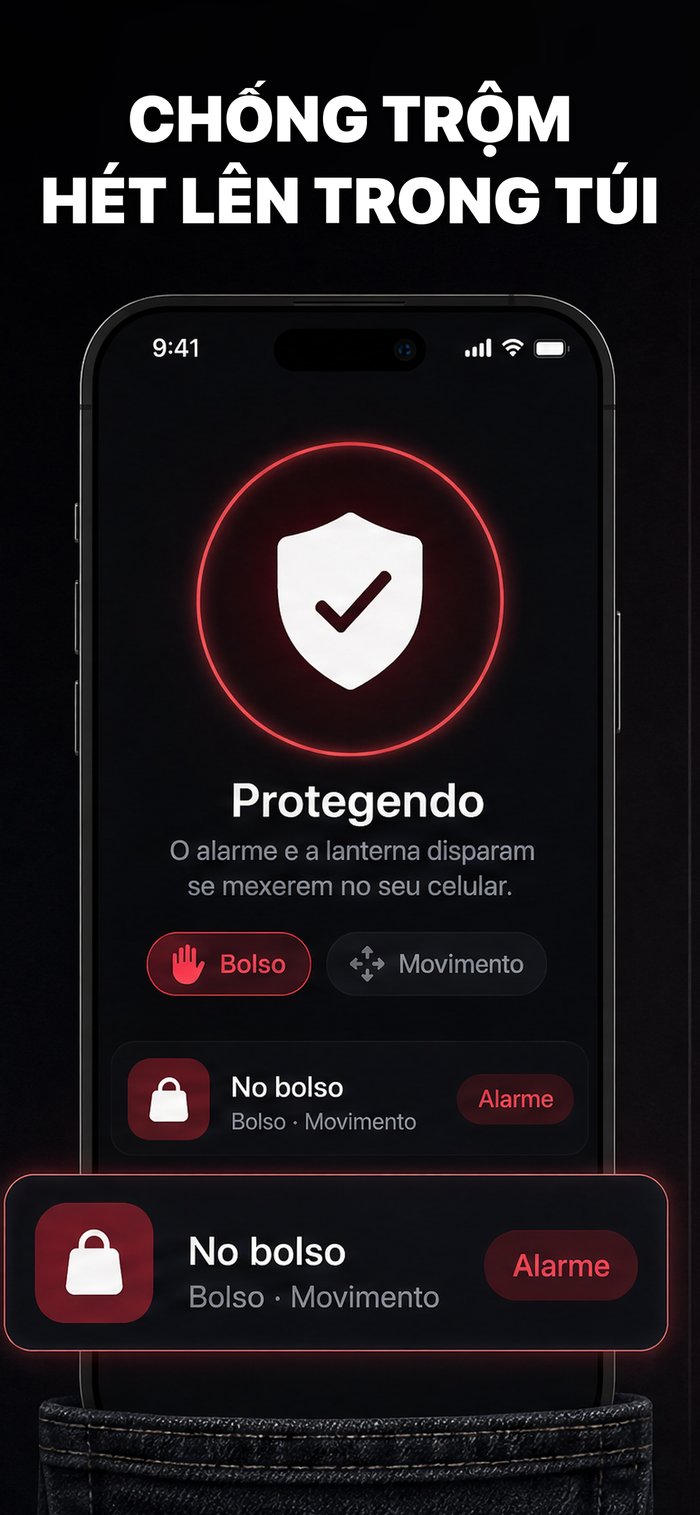 CHỐNG TRỘM
HÉT LÊN TRONG TÚI
9:41
Protegendo
O alarme e a lanterna disparam
se mexerem no seu celular.
Bolso
Movimento
No bolso
Bolso · Movimento
Alarme
No bolso
Bolso · Movimento
Alarme